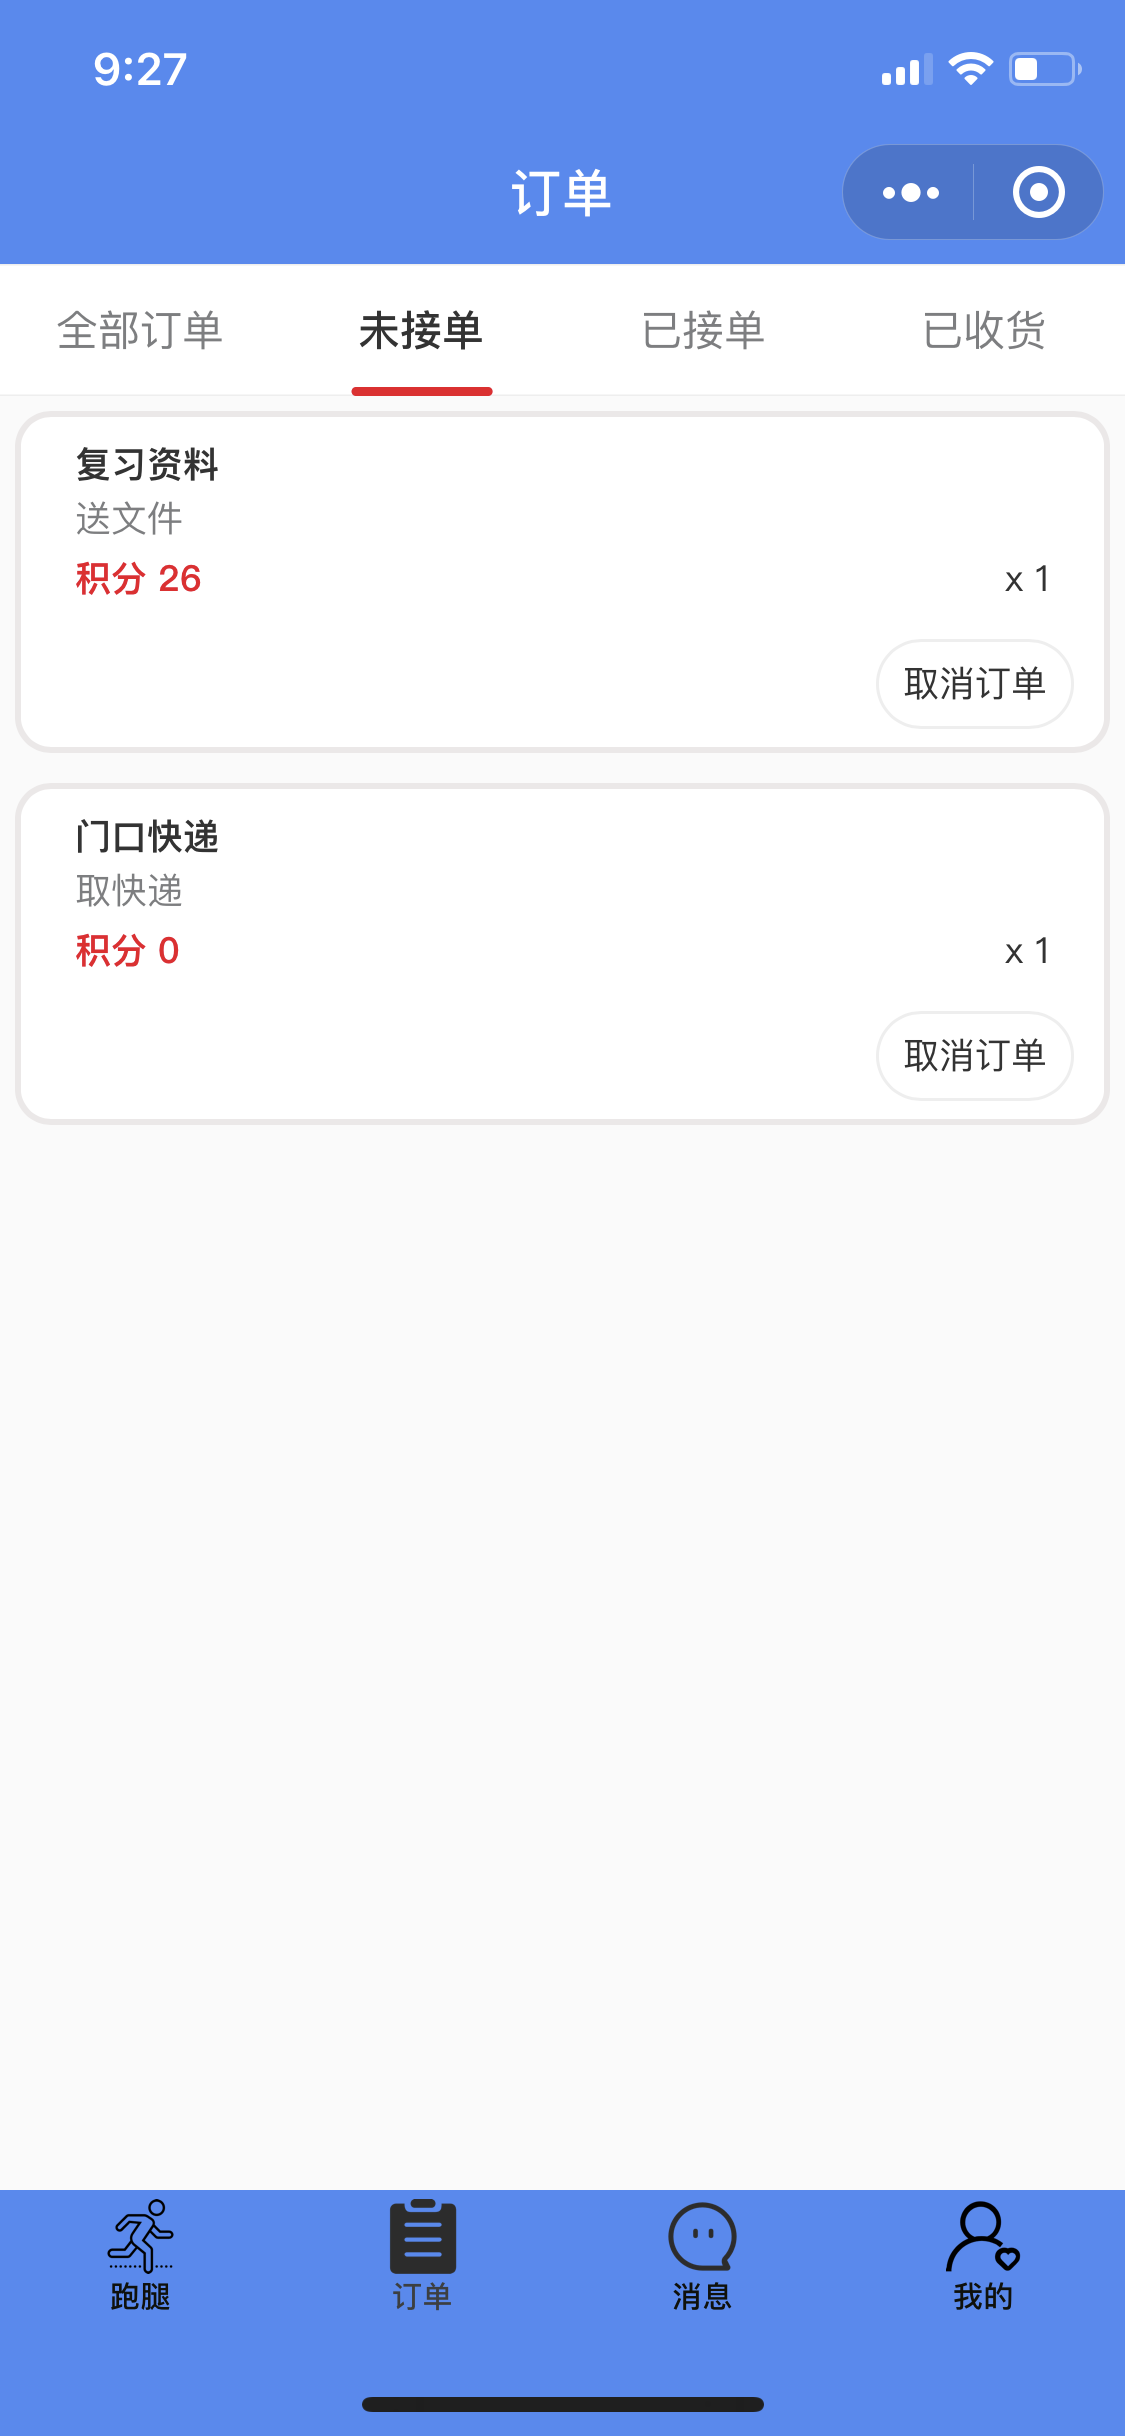 9:27
订单
全部订单 未接单 已接单 已收货
复习资料
送文件
积分 26 x 1
取消订单
门口快递
取快递
积分 0 x 1
取消订单
跑腿 订单 消息 我的